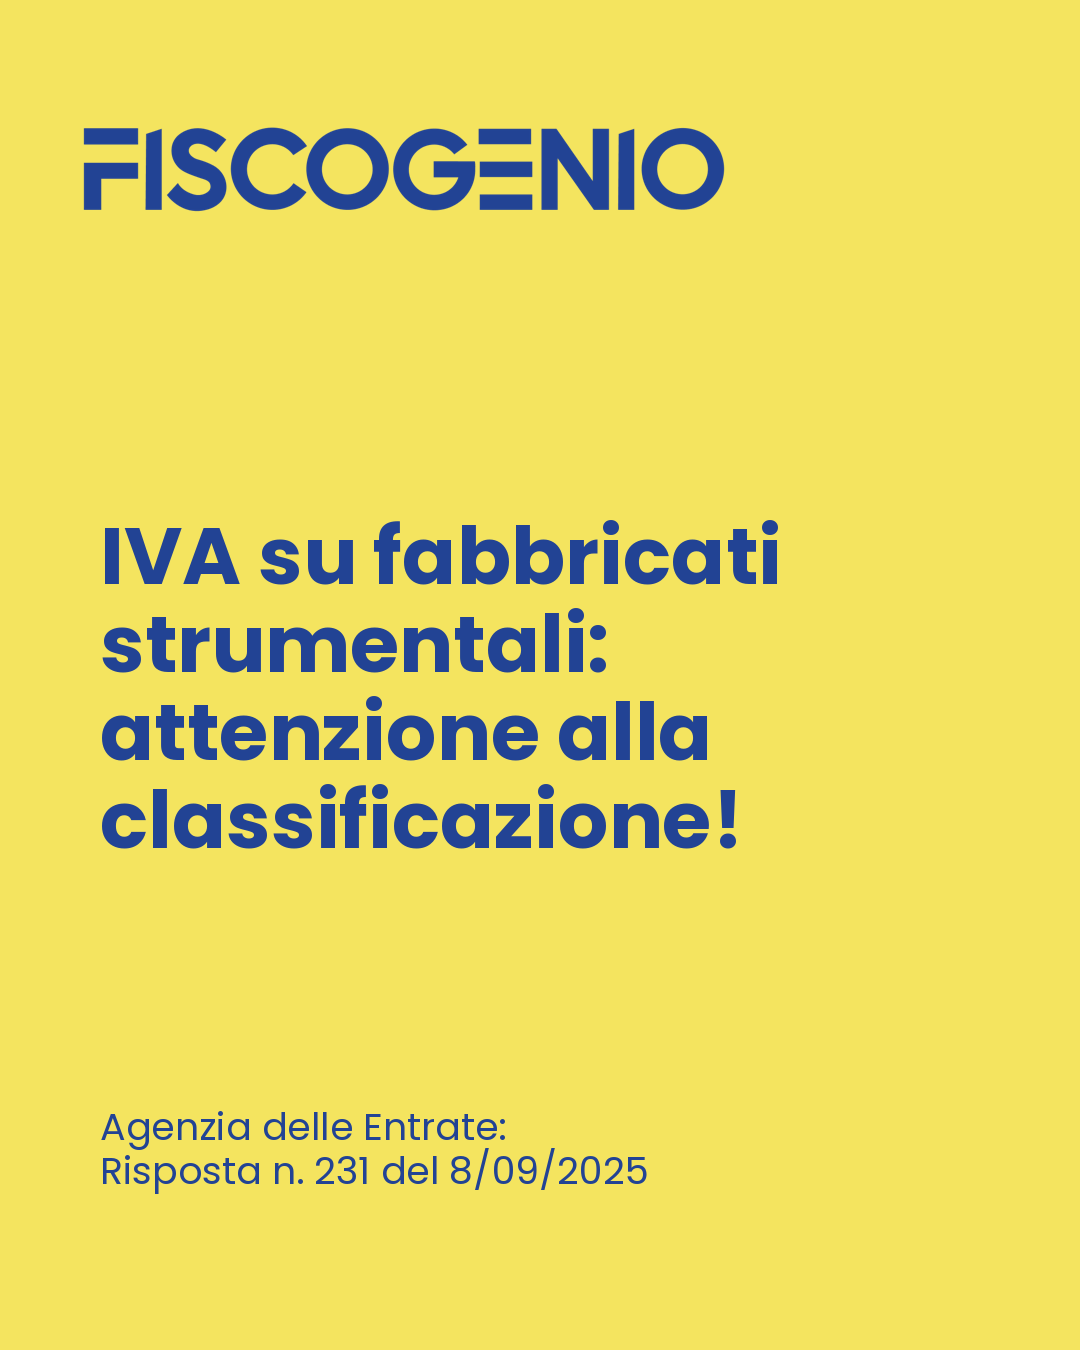 FISCOGENIO
IVA su fabbricati
strumentali:
attenzione alla
classificazione!
Agenzia delle Entrate:
Risposta n. 231 del 8/09/2025